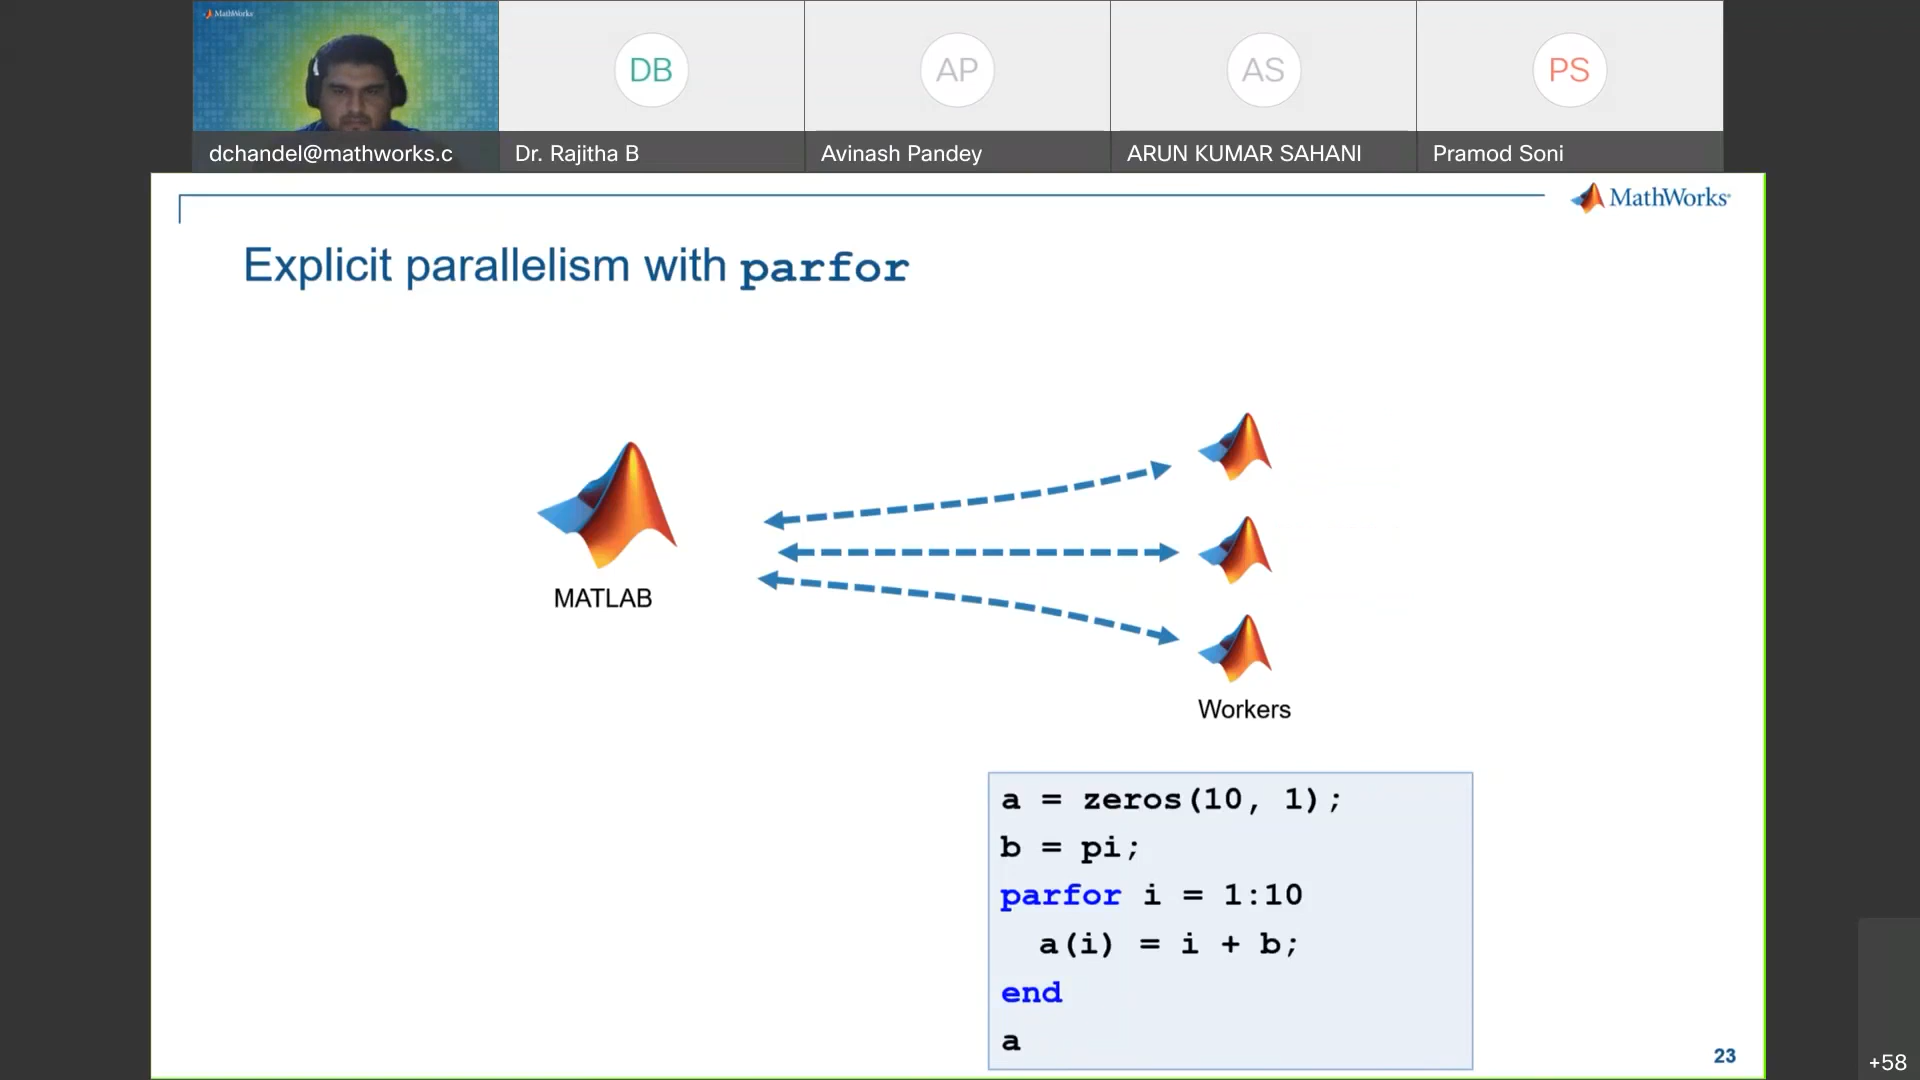 MathWorks
DB
AP
AS
PS
dchandel@mathworks.c
Dr. Rajitha B
Avinash Pandey
ARUN KUMAR SAHANI
Pramod Soni
MathWorks
Explicit parallelism with parfor
MATLAB
Workers
a = zeros(10, 1);
b = pi;
parfor i = 1:10
a(i) = i + b;
end
a
23
+58